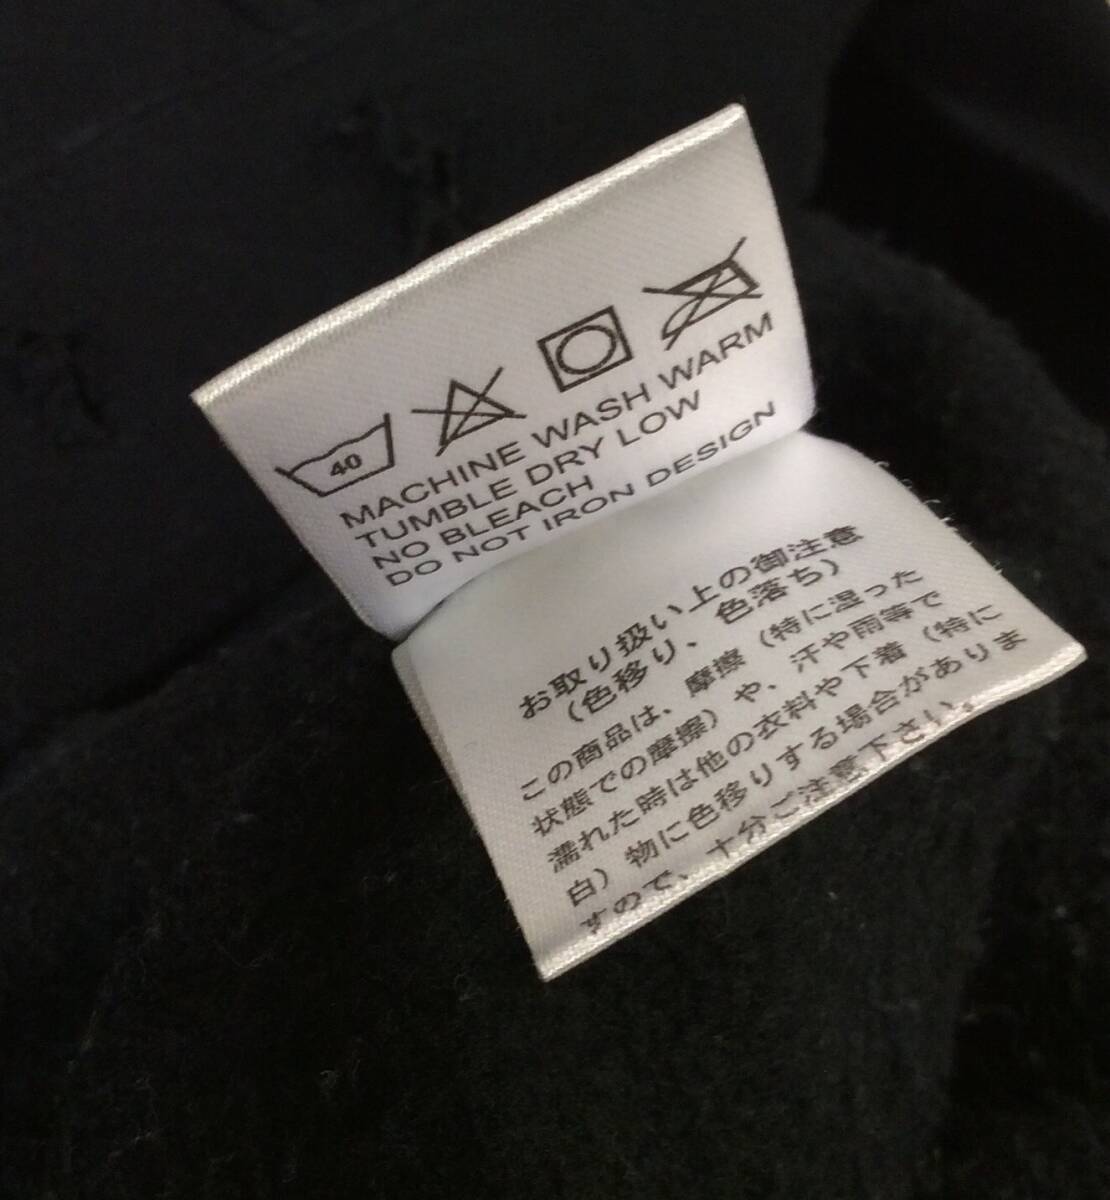 40
MACHINE WASH WARM
TUMBLE DRY LOW
NO BLEACH
DO NOT IRON DESIGN
お取り扱い上の御注意
（色移り、色落ち）
この商品は、摩擦（特に湿った
状態での摩擦）や、汗や雨等で
濡れた時は他の衣料や下着（特に
白）物に色移りする場合がありま
すので、十分ご注意下さい。